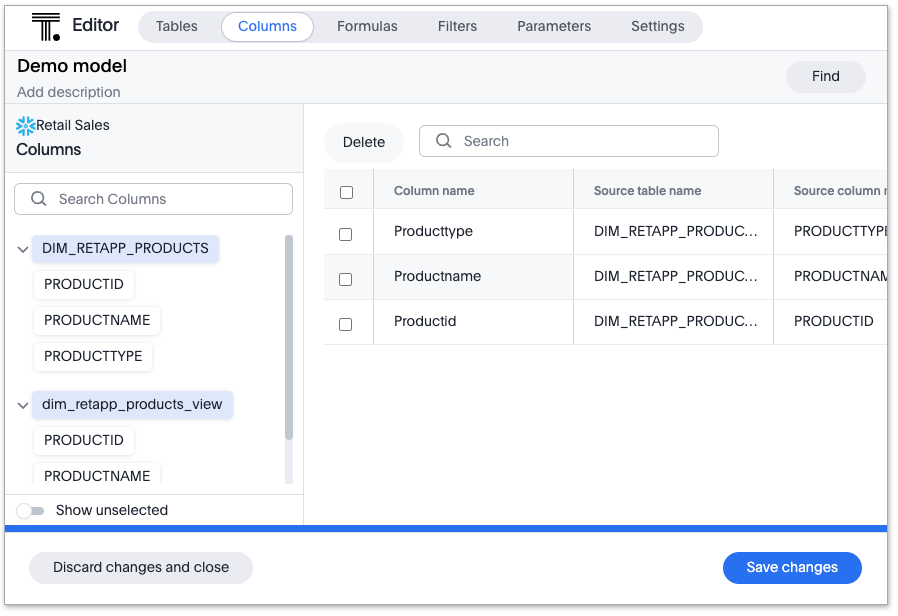 Editor
Tables
Columns
Formulas
Filters
Parameters
Settings
Demo model
Add description
Find
Retail Sales
Columns
Search Columns
DIM_RETAPP_PRODUCTS
PRODUCTID
PRODUCTNAME
PRODUCTTYPE
dim_retapp_products_view
PRODUCTID
PRODUCTNAME
Show unselected
Delete
Search
Column name Source table name Source column n
Producttype DIM_RETAPP_PRODUC... PRODUCTTYPE
Productname DIM_RETAPP_PRODUC... PRODUCTNAM
Productid DIM_RETAPP_PRODUC... PRODUCTID
Discard changes and close
Save changes